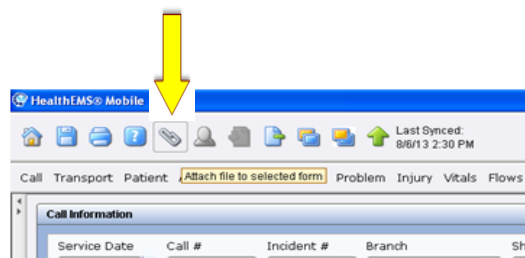 HealthEMS® Mobile
Last Synced:
8/6/13 2:30 PM
Call Transport Patient Attach file to selected form Problem Injury Vitals Flows
Call Information
Service Date Call # Incident # Branch Sh